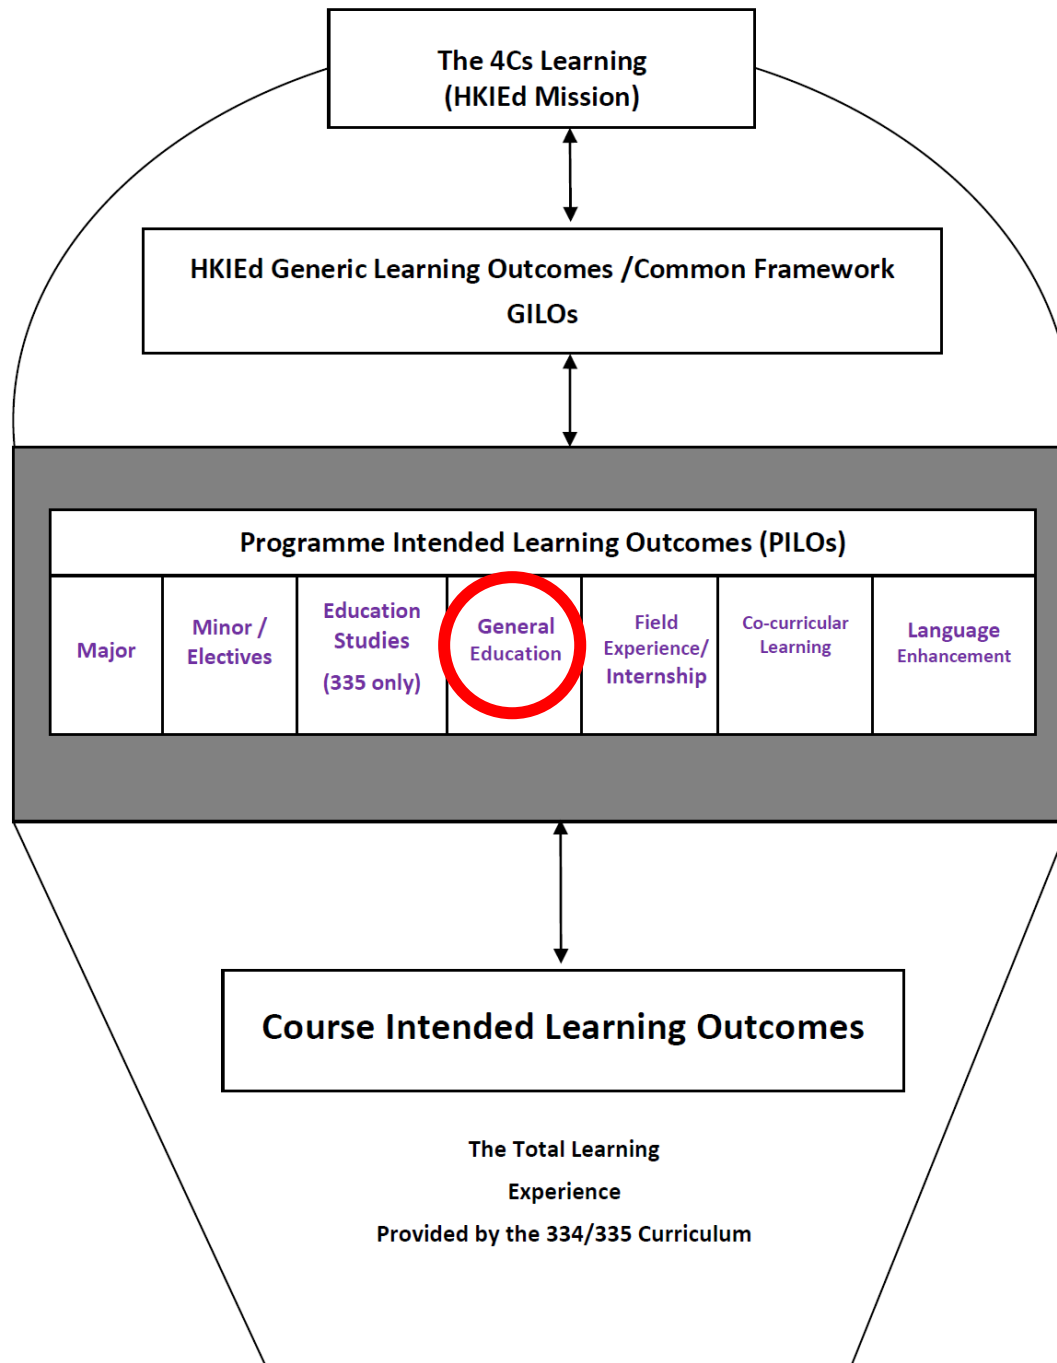 The 4Cs Learning
(HKIEd Mission)
HKIEd Generic Learning Outcomes /Common Framework
GILOs
Programme Intended Learning Outcomes (PILOs)
Major
Minor /
Electives
Education
Studies
(335 only)
General
Education
Field
Experience/
Internship
Co-curricular
Learning
Language
Enhancement
Course Intended Learning Outcomes
The Total Learning
Experience
Provided by the 334/335 Curriculum